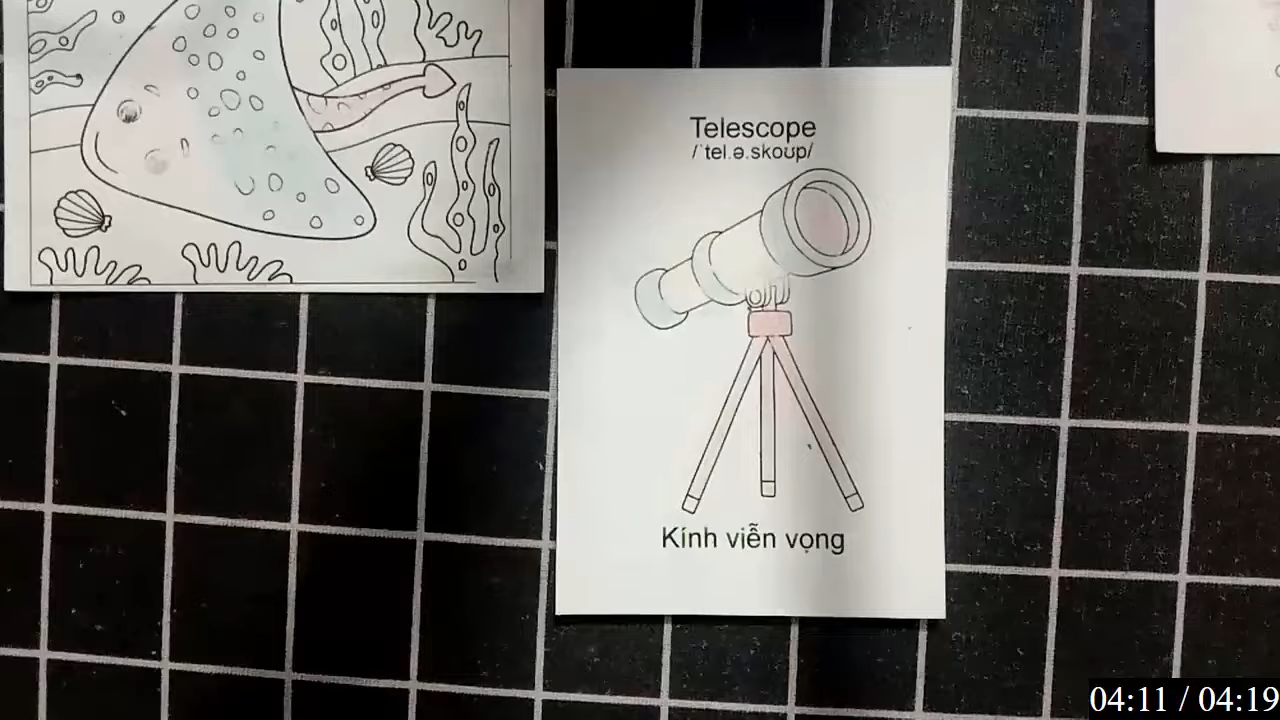 Telescope
/ˈtel.ə.skoʊp/
Kính viễn vọng
04:11 / 04:19